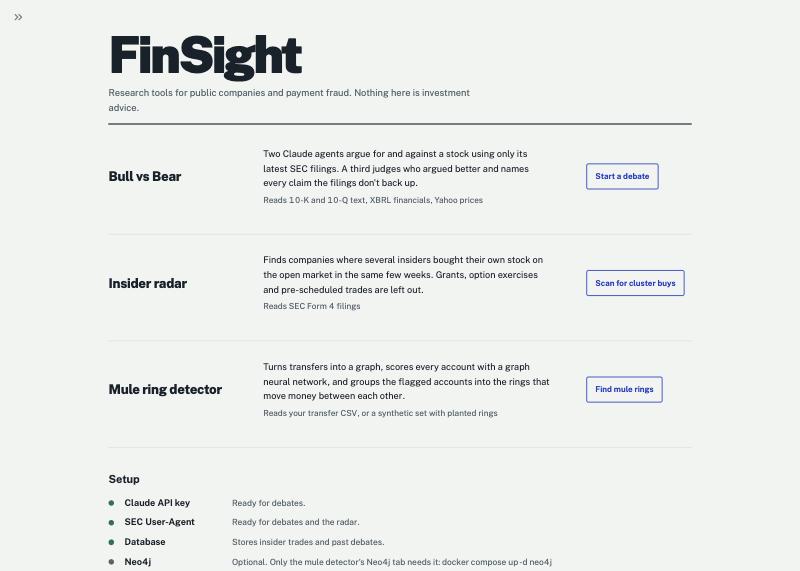 »
FinSight
Research tools for public companies and payment fraud. Nothing here is investment
advice.
Bull vs Bear
Two Claude agents argue for and against a stock using only its
latest SEC filings. A third judges who argued better and names
every claim the filings don't back up.
Reads 10-K and 10-Q text, XBRL financials, Yahoo prices
Start a debate
Insider radar
Finds companies where several insiders bought their own stock on
the open market in the same few weeks. Grants, option exercises
and pre-scheduled trades are left out.
Reads SEC Form 4 filings
Scan for cluster buys
Mule ring detector
Turns transfers into a graph, scores every account with a graph
neural network, and groups the flagged accounts into the rings that
move money between each other.
Reads your transfer CSV, or a synthetic set with planted rings
Find mule rings
Setup
Claude API key Ready for debates.
SEC User-Agent Ready for debates and the radar.
Database Stores insider trades and past debates.
Neo4j Optional. Only the mule detector's Neo4j tab needs it: docker compose up -d neo4j